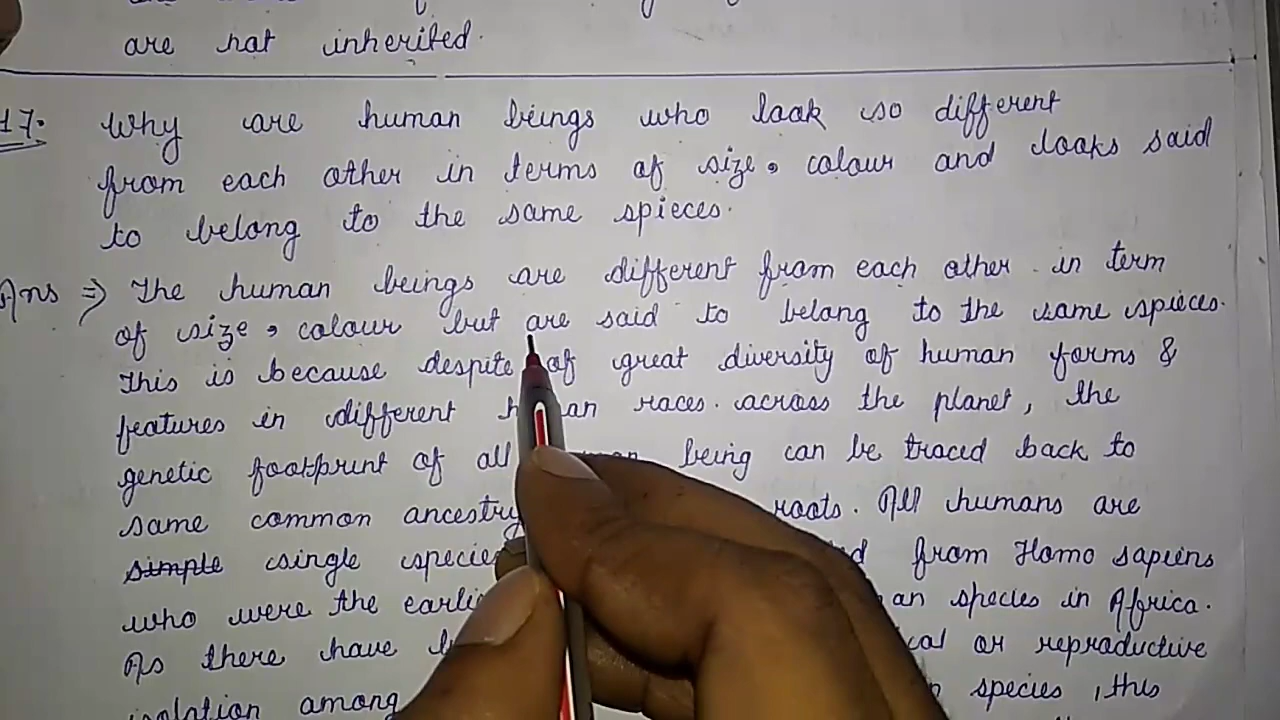 are not inherited.
17. Why are human beings who look so different
from each other in terms of size, colour and looks said
to belong to the same spieces.
Ans ⇒ The human beings are different from each other in term
of size, colour but are said to belong to the same spieces.
This is because despite of great diversity of human forms &
features in different human races. across the planet, the
genetic footprint of all being can be traced back to
same common ancestry roots. All humans are
simple single species from Homo sapiens
who were the species in Africa.
As there have or reproductive
isolation among species, this